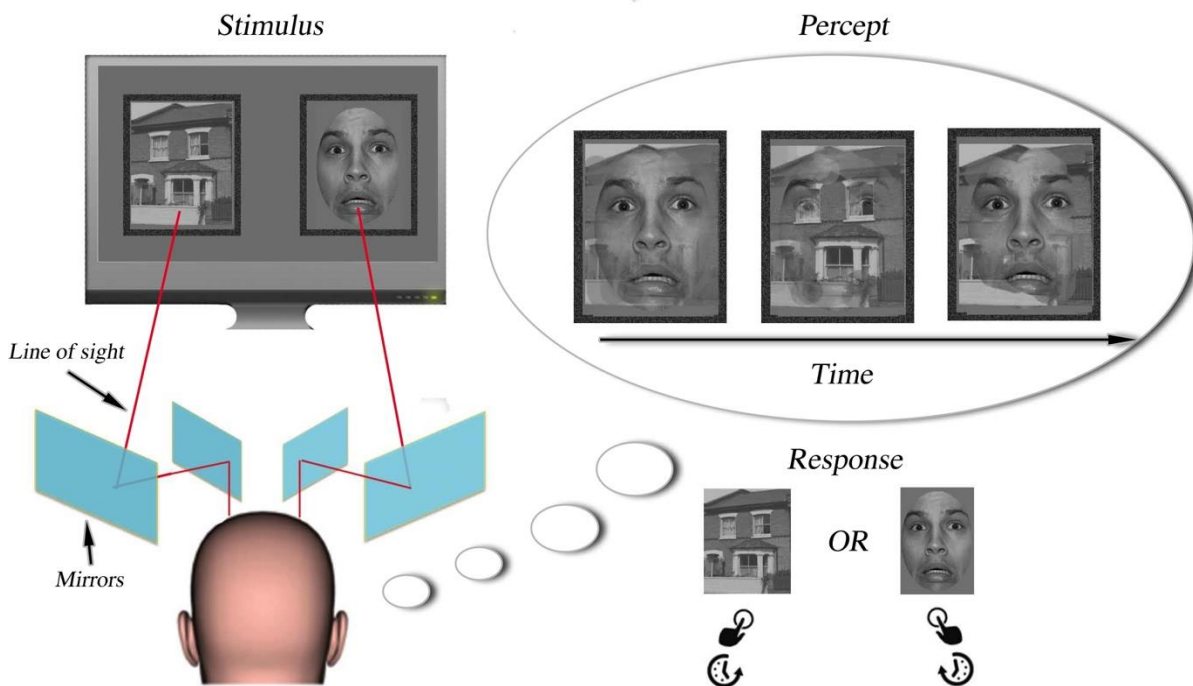 Stimulus
Percept
Line of sight
Time
Mirrors
Response
OR